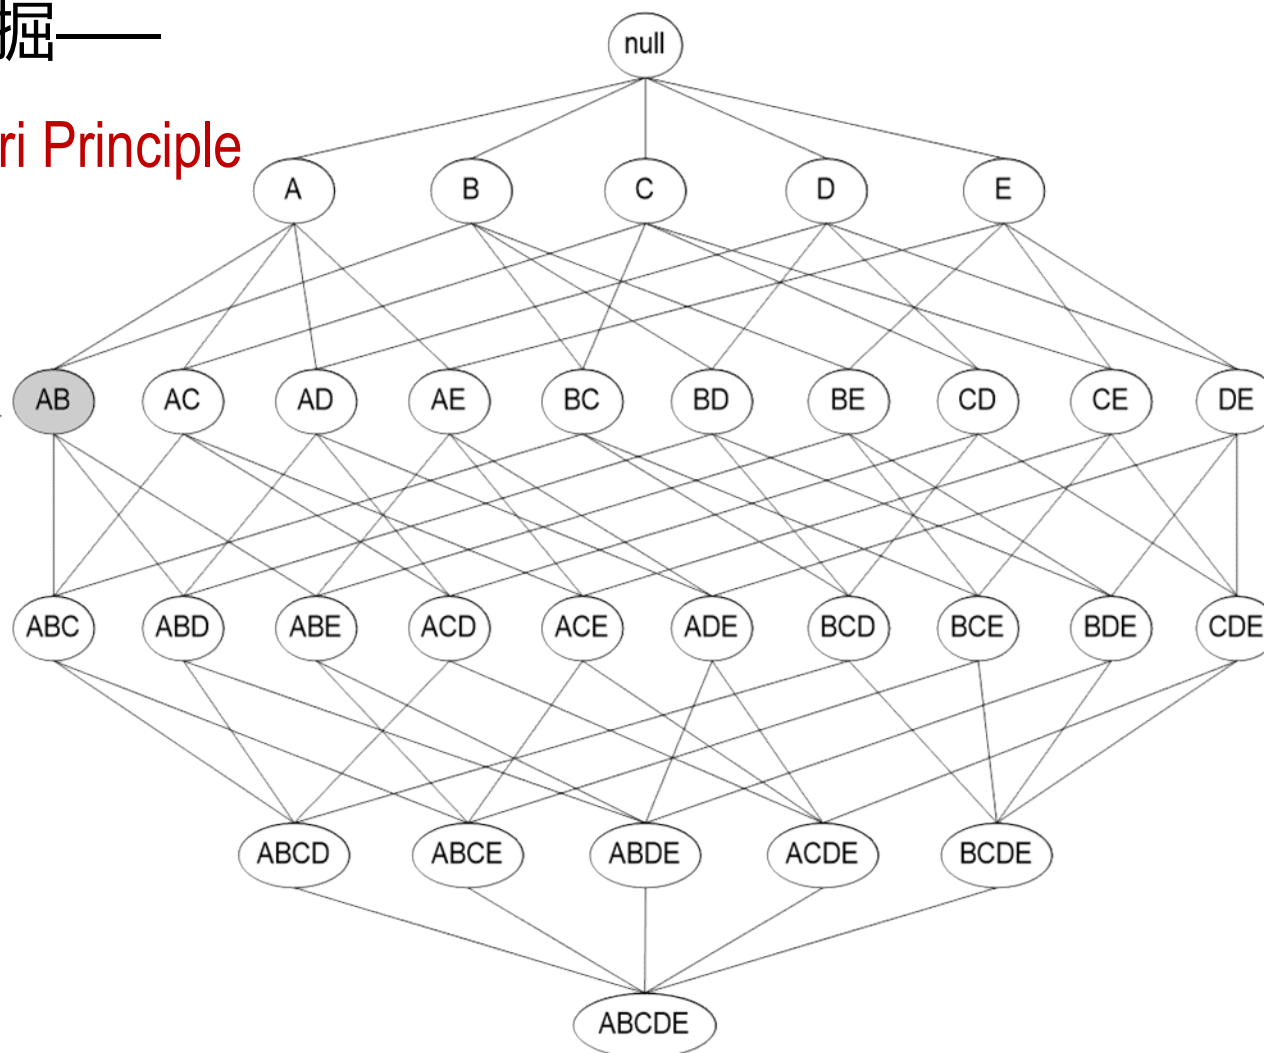 掘——
null
ri Principle
A B C D E
AB AC AD AE BC BD BE CD CE DE
ABC ABD ABE ACD ACE ADE BCD BCE BDE CDE
ABCD ABCE ABDE ACDE BCDE
ABCDE